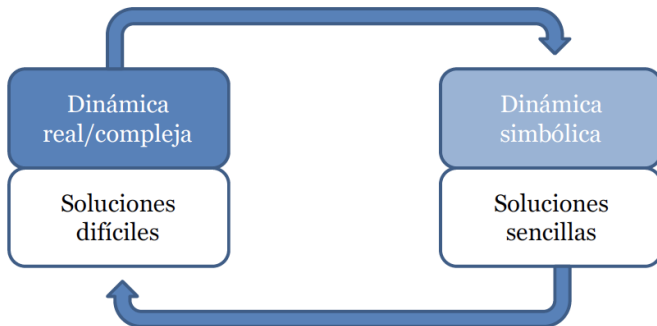 Dinámica
real/compleja
Soluciones
difíciles
Dinámica
simbólica
Soluciones
sencillas